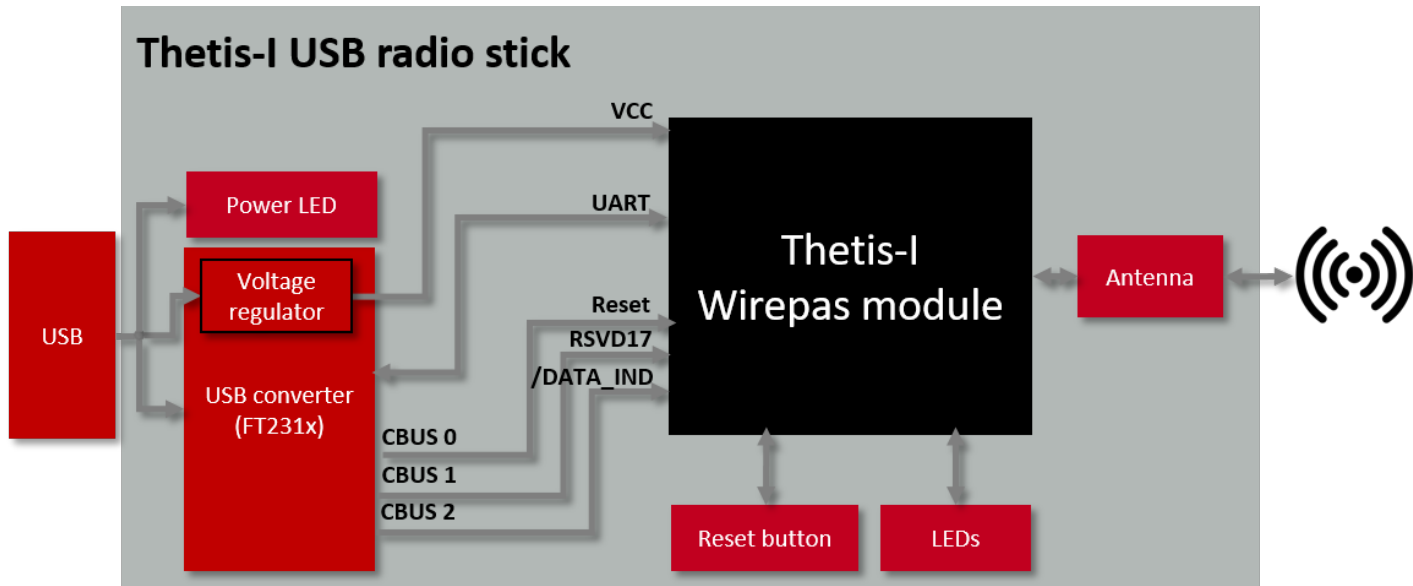 Thetis-I USB radio stick
VCC
Power LED
UART
Voltage
regulator
USB
USB converter
(FT231x)
Reset
RSVD17
/DATA_IND
CBUS 0
CBUS 1
CBUS 2
Thetis-I
Wirepas module
Antenna
Reset button
LEDs